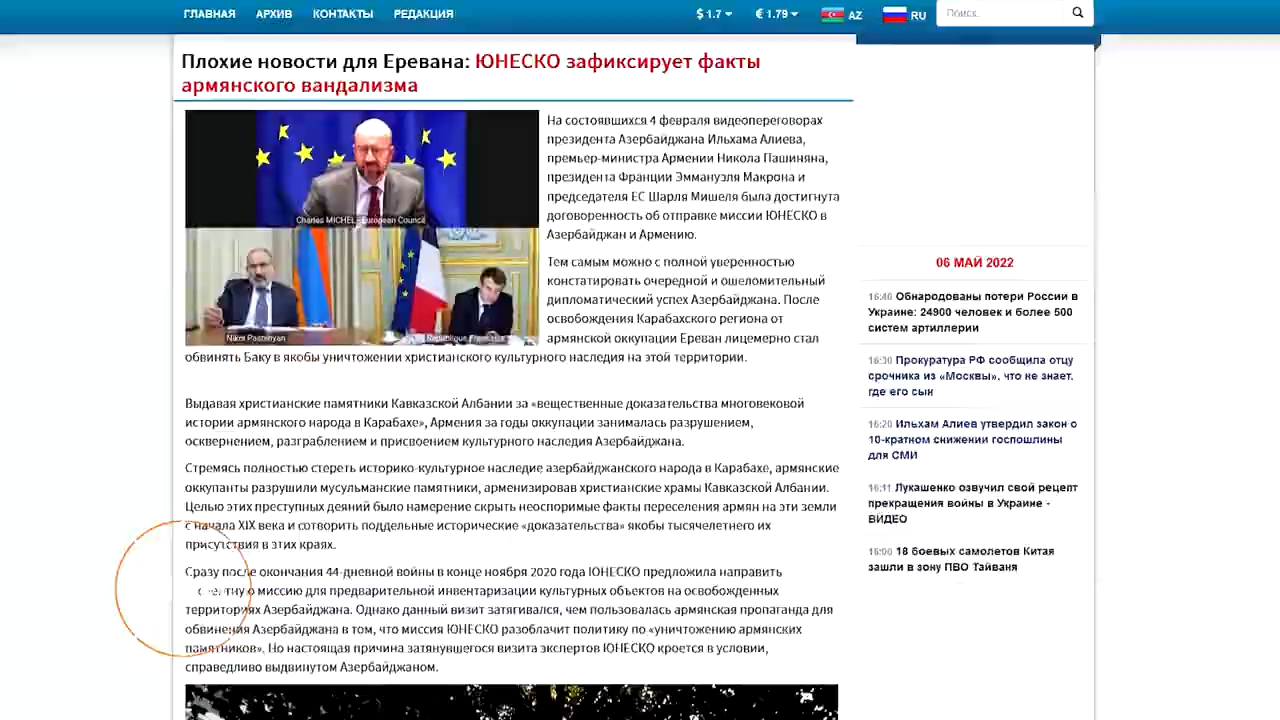 ГЛАВНАЯ АРХИВ КОНТАКТЫ РЕДАКЦИЯ $ 1.7 € 1.79 AZ RU Поиск..
Плохие новости для Еревана: ЮНЕСКО зафиксирует факты
армянского вандализма
Charles MICHEL - European Council
Nikol Pashinyan
На состоявшихся 4 февраля видеопереговорах
президента Азербайджана Ильхама Алиева,
премьер-министра Армении Никола Пашиняна,
президента Франции Эммануэля Макрона и
председателя ЕС Шарля Мишеля была достигнута
договоренность об отправке миссии ЮНЕСКО в
Азербайджан и Армению.
Тем самым можно с полной уверенностью
констатировать очередной и ошеломительный
дипломатический успех Азербайджана. После
освобождения Карабахского региона от
армянской оккупации Ереван лицемерно стал
обвинять Баку в якобы уничтожении христианского культурного наследия на этой территории.
Выдавая христианские памятники Кавказской Албании за «вещественные доказательства многовековой
истории армянского народа в Карабахе», Армения за годы оккупации занималась разрушением,
осквернением, разграблением и присвоением культурного наследия Азербайджана.
Стремясь полностью стереть историко-культурное наследие азербайджанского народа в Карабахе, армянские
оккупанты разрушили мусульманские памятники, арменизировав христианские храмы Кавказской Албании.
Целью этих преступных деяний было намерение скрыть неоспоримые факты переселения армян на эти земли
с начала XIX века и сотворить поддельные исторические «доказательства» якобы тысячелетнего их
присутствия в этих краях.
Сразу после окончания 44-дневной войны в конце ноября 2020 года ЮНЕСКО предложила направить
миссию для предварительной инвентаризации культурных объектов на освобожденных
территориях Азербайджана. Однако данный визит затягивался, чем пользовалась армянская пропаганда для
обвинения Азербайджана в том, что миссия ЮНЕСКО разоблачит политику по «уничтожению армянских
памятников». Но настоящая причина затянувшегося визита экспертов ЮНЕСКО кроется в условии,
справедливо выдвинутом Азербайджаном.
06 МАЙ 2022
16:40 Обнародованы потери России в
Украине: 24900 человек и более 500
систем артиллерии
16:30 Прокуратура РФ сообщила отцу
срочника из «Москвы», что не знает,
где его сын
16:20 Ильхам Алиев утвердил закон о
10-кратном снижении госпошлины
для СМИ
16:11 Лукашенко озвучил свой рецепт
прекращения войны в Украине -
ВИДЕО
16:00 18 боевых самолетов Китая
зашли в зону ПВО Тайваня